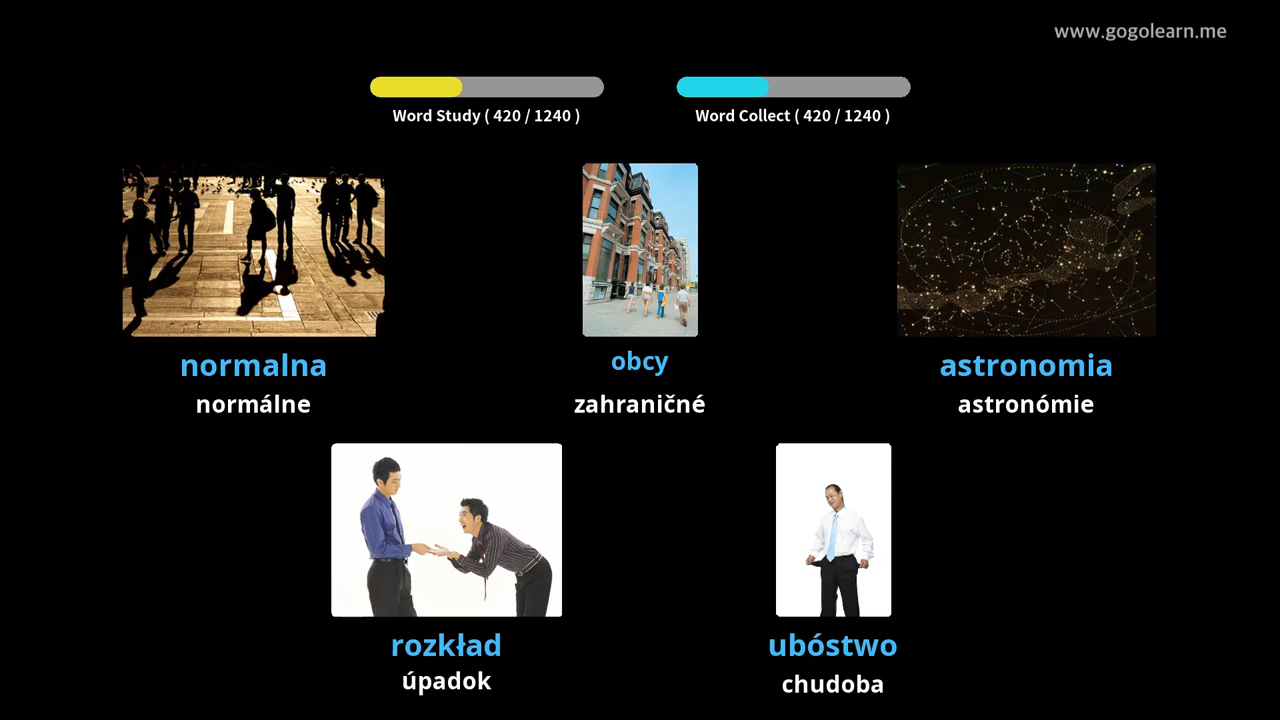 www.gogolearn.me
Word Study ( 420 / 1240 )
Word Collect ( 420 / 1240 )
normalna
normálne
obcy
zahraničné
astronomia
astronómie
rozkład
úpadok
ubóstwo
chudoba